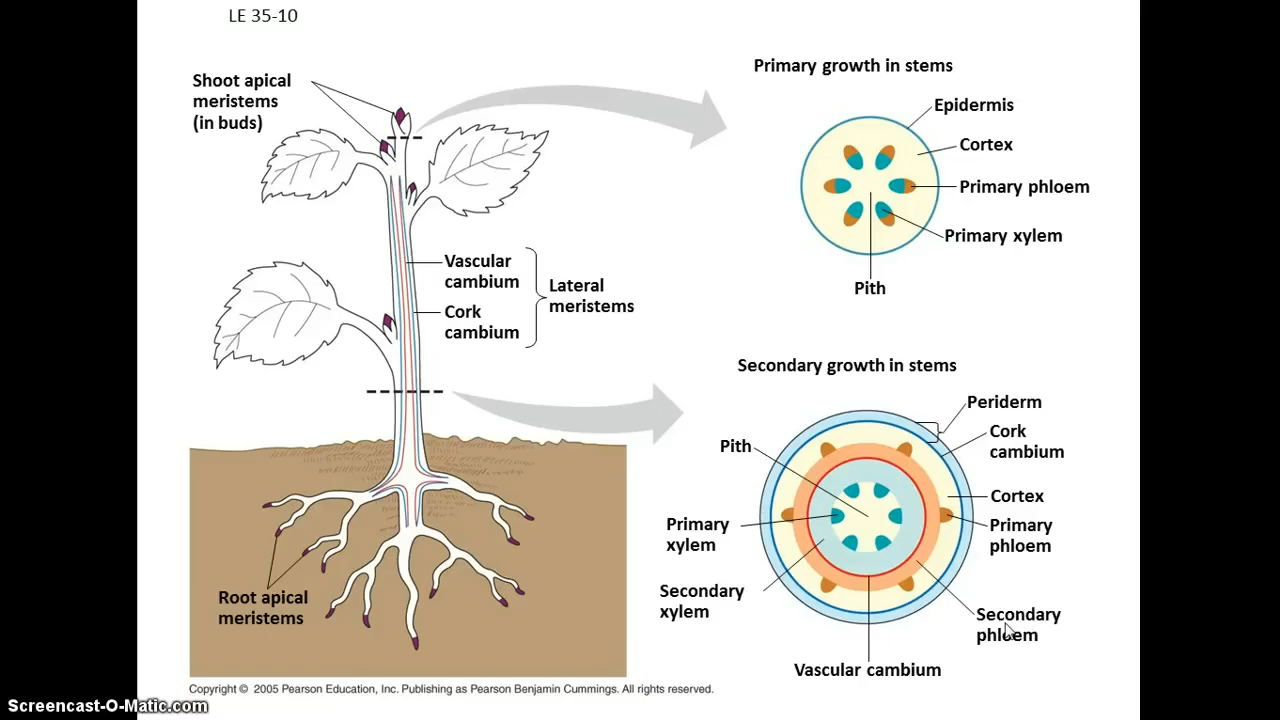 LE 35-10
Shoot apical
meristems
(in buds)
Vascular
cambium
Cork
cambium
Lateral
meristems
Root apical
meristems
Primary growth in stems
Epidermis
Cortex
Primary phloem
Primary xylem
Pith
Secondary growth in stems
Periderm
Cork
cambium
Pith
Cortex
Primary
xylem
Primary
phloem
Secondary
xylem
Secondary
phloem
Vascular cambium
Copyright © 2005 Pearson Education, Inc. Publishing as Pearson Benjamin Cummings. All rights reserved.
Screencast-O-Matic.com